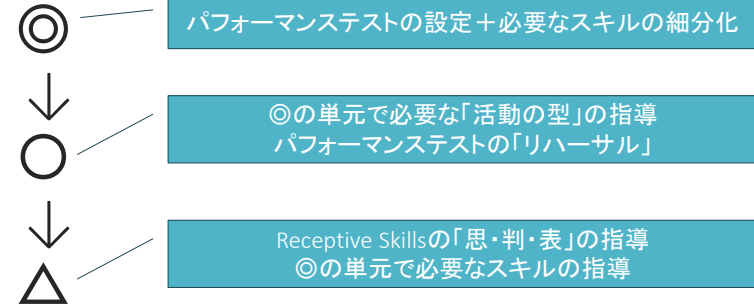 ◎ パフォーマンステストの設定＋必要なスキルの細分化
↓
○ ◎の単元で必要な｢活動の型｣の指導
パフォーマンステストの｢リハーサル｣
↓
△ Receptive Skillsの｢思・判・表｣の指導
◎の単元で必要なスキルの指導